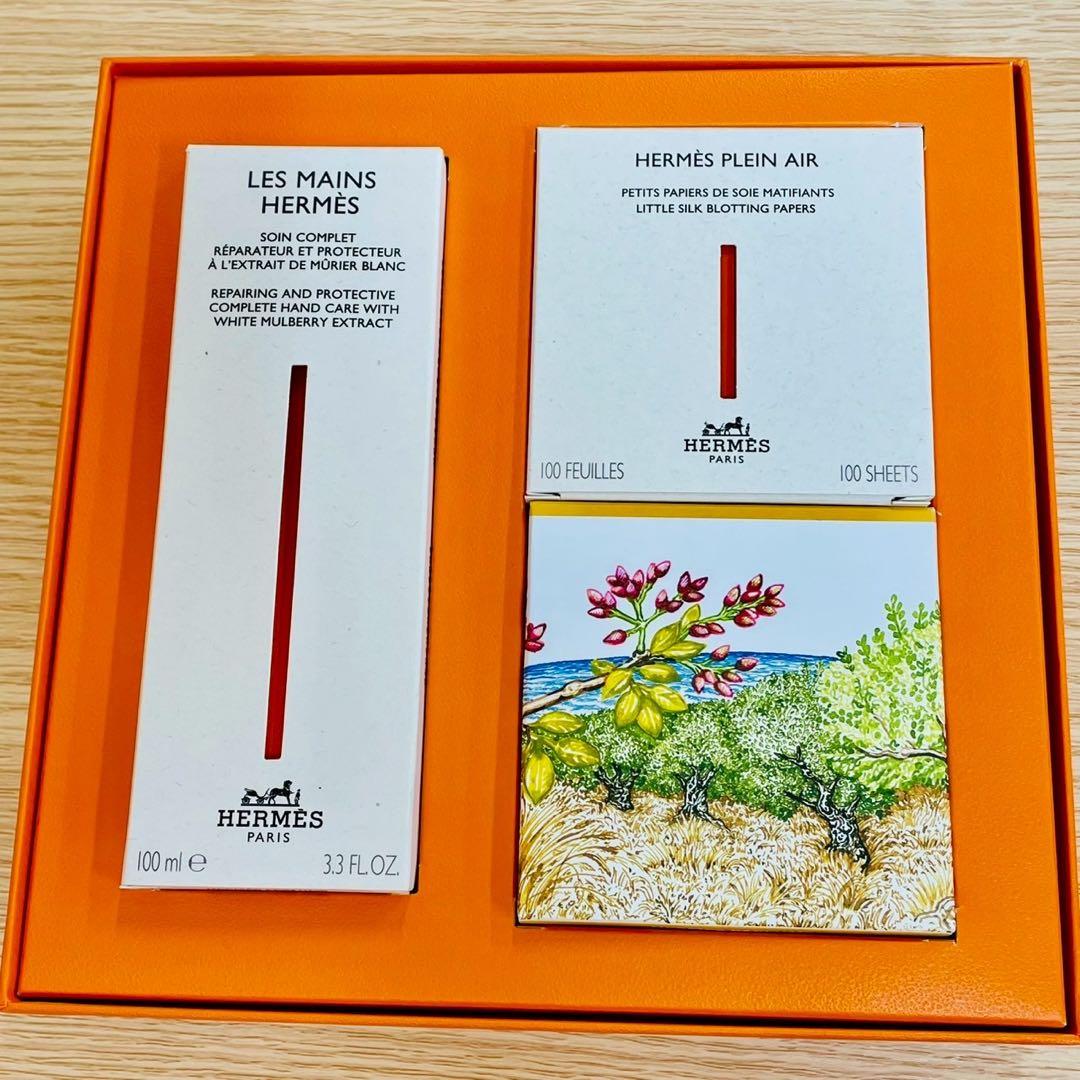 LES MAINS
HERMÈS
SOIN COMPLET
RÉPARATEUR ET PROTECTEUR
À L'EXTRAIT DE MÛRIER BLANC
REPAIRING AND PROTECTIVE
COMPLETE HAND CARE WITH
WHITE MULBERRY EXTRACT
HERMÈS
PARIS
100 ml ℮
3.3 FL.OZ.
HERMÈS PLEIN AIR
PETITS PAPIERS DE SOIE MATIFIANTS
LITTLE SILK BLOTTING PAPERS
HERMÈS
PARIS
100 FEUILLES
100 SHEETS